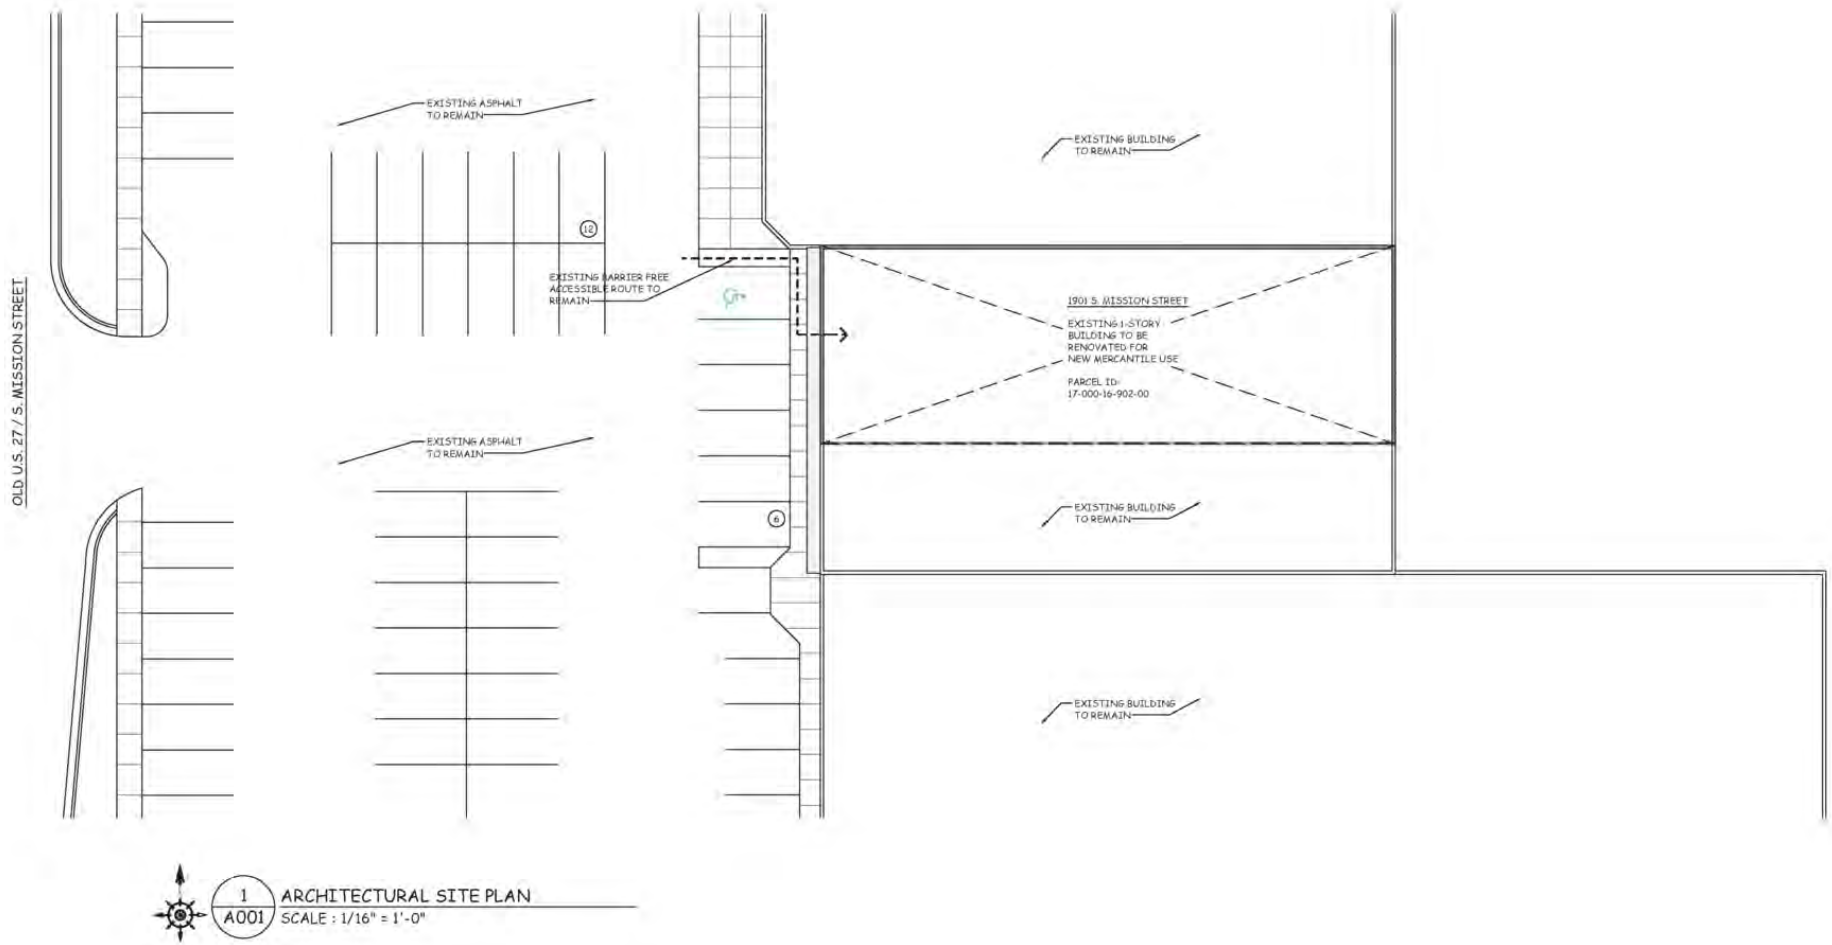 EXISTING ASPHALT
TO REMAIN
EXISTING BUILDING
TO REMAIN
12
EXISTING BARRIER FREE
ACCESSIBLE ROUTE TO
REMAIN
OLD U.S. 27 / S. MISSION STREET
1901 S. MISSION STREET
EXISTING 1-STORY
BUILDING TO BE
RENOVATED FOR
NEW MERCANTILE USE
PARCEL ID:
17-000-16-902-00
EXISTING ASPHALT
TO REMAIN
EXISTING BUILDING
TO REMAIN
6
EXISTING BUILDING
TO REMAIN
1
A001
ARCHITECTURAL SITE PLAN
SCALE : 1/16" = 1'-0"